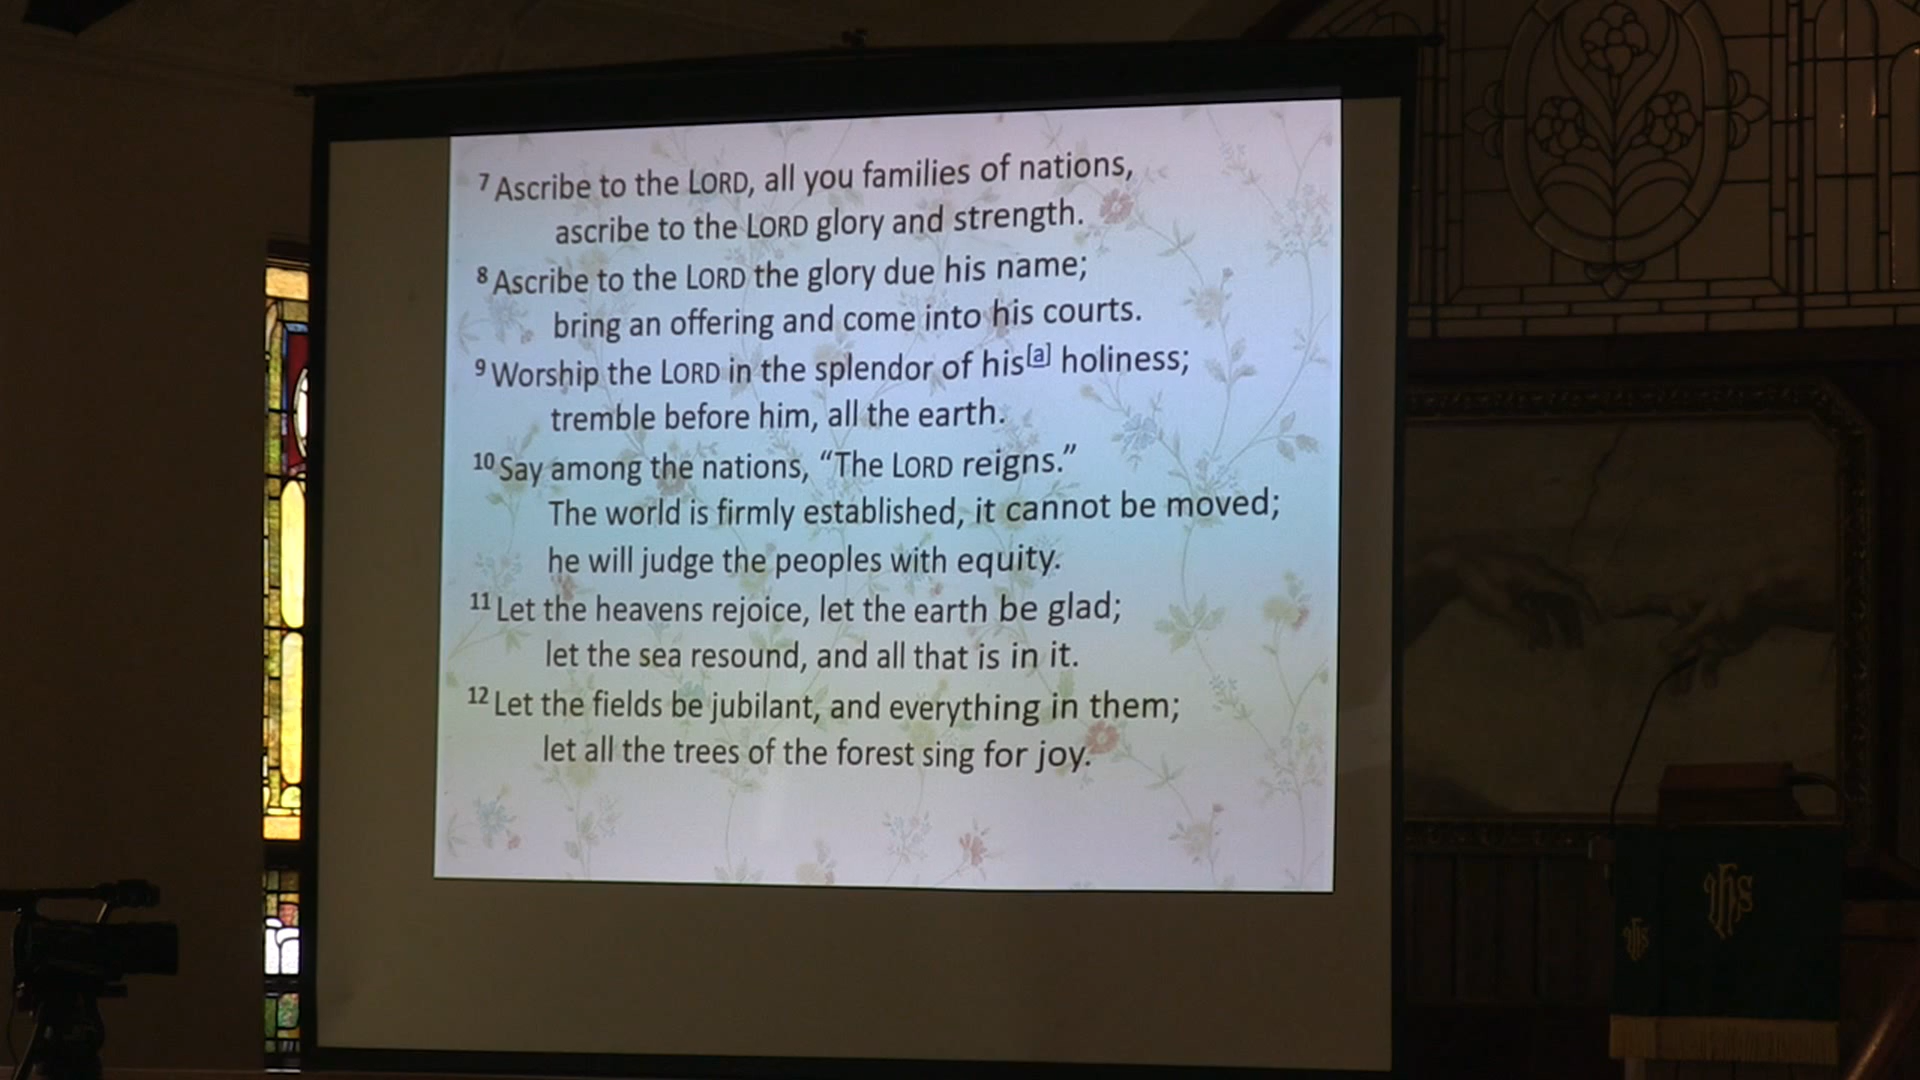 7 Ascribe to the LORD, all you families of nations,
ascribe to the LORD glory and strength.
8 Ascribe to the LORD the glory due his name;
bring an offering and come into his courts.
9 Worship the LORD in the splendor of his[a] holiness;
tremble before him, all the earth.
10 Say among the nations, “The LORD reigns.”
The world is firmly established, it cannot be moved;
he will judge the peoples with equity.
11 Let the heavens rejoice, let the earth be glad;
let the sea resound, and all that is in it.
12 Let the fields be jubilant, and everything in them;
let all the trees of the forest sing for joy.
ihs
ihs